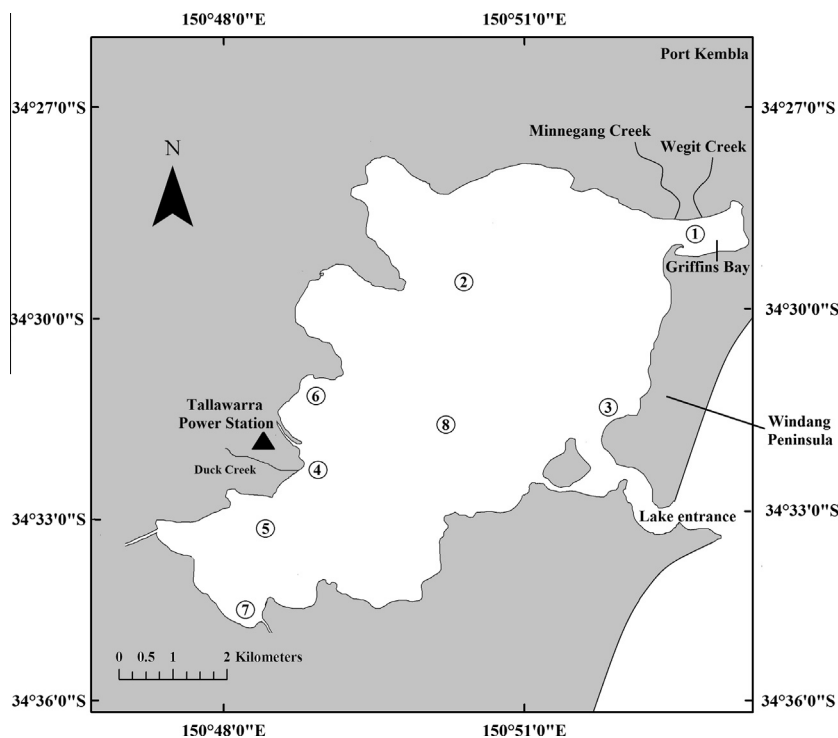 150°48'0"E
150°51'0"E
Port Kembla
34°27'0"S
34°27'0"S
Minnegang Creek
Wegit Creek
N
1
Griffins Bay
2
34°30'0"S
34°30'0"S
6
3
Tallawarra
Power Station
8
Windang
Peninsula
Duck Creek
4
34°33'0"S
34°33'0"S
Lake entrance
5
7
0 0.5 1 2 Kilometers
34°36'0"S
34°36'0"S
150°48'0"E
150°51'0"E